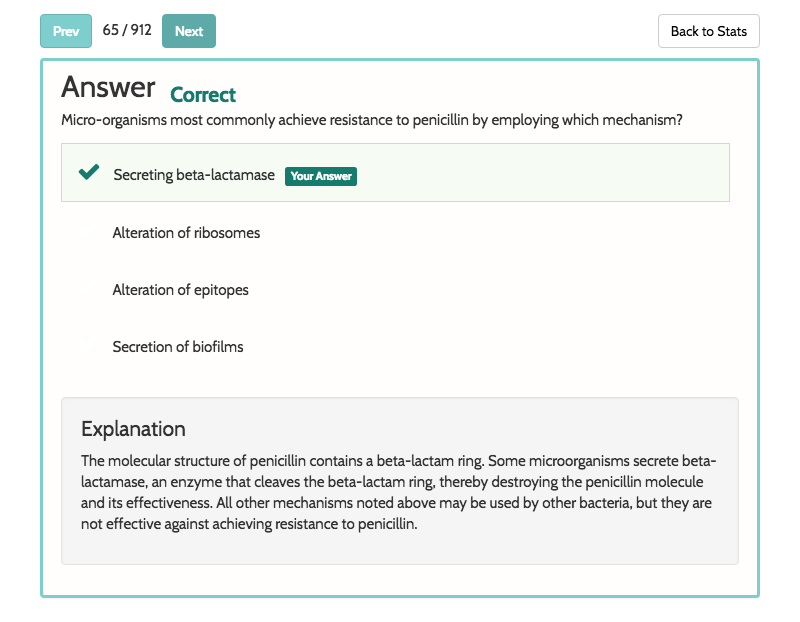 Prev 65 / 912 Next Back to Stats
Answer Correct
Micro-organisms most commonly achieve resistance to penicillin by employing which mechanism?
Secreting beta-lactamase Your Answer
Alteration of ribosomes
Alteration of epitopes
Secretion of biofilms
Explanation
The molecular structure of penicillin contains a beta-lactam ring. Some microorganisms secrete beta-
lactamase, an enzyme that cleaves the beta-lactam ring, thereby destroying the penicillin molecule
and its effectiveness. All other mechanisms noted above may be used by other bacteria, but they are
not effective against achieving resistance to penicillin.